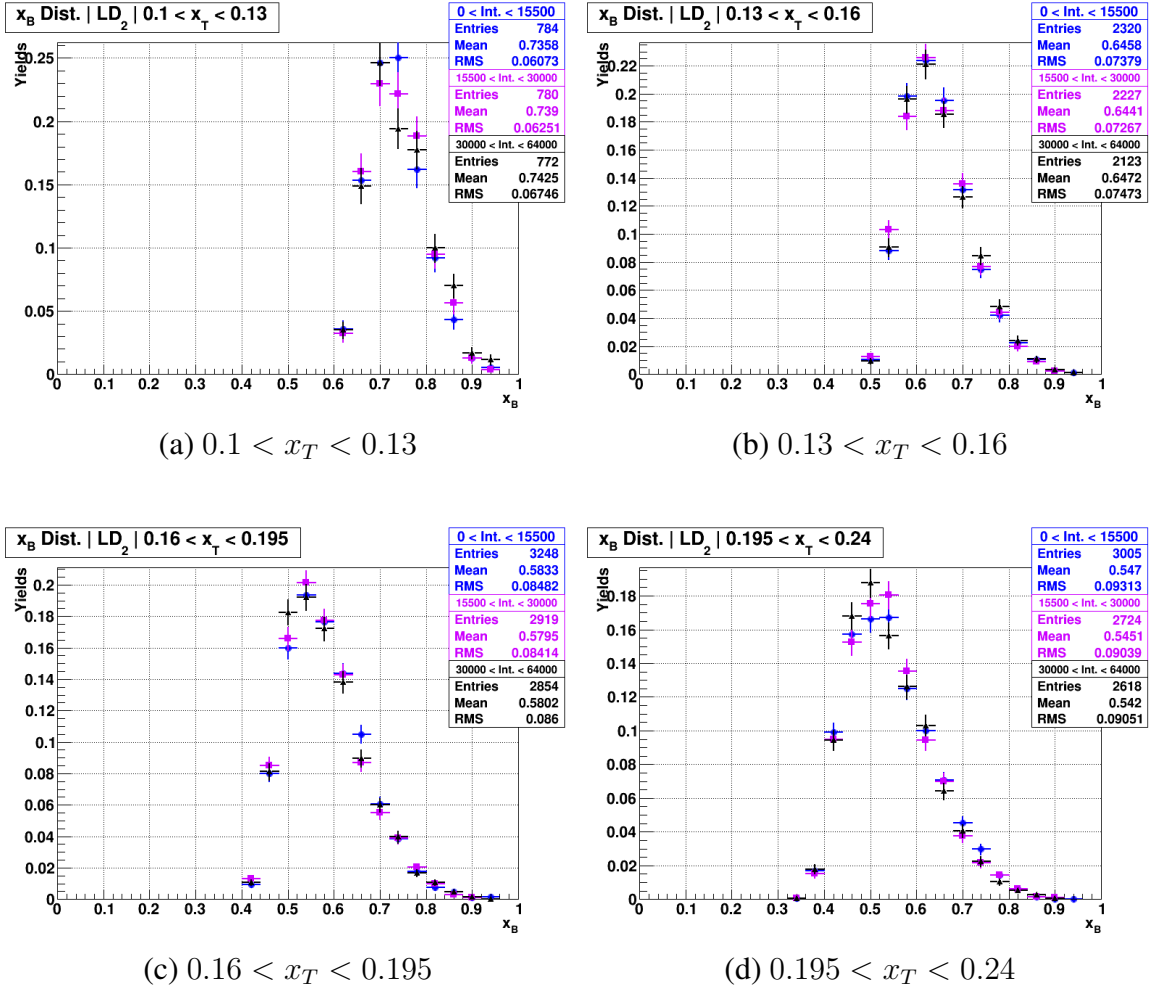 x_B Dist. | LD_2 | 0.1 < x_T < 0.13
Yields
0.25
0.2
0.15
0.1
0.05
0
0 0.1 0.2 0.3 0.4 0.5 0.6 0.7 0.8 0.9 1
x_B
0 < Int. < 15500
Entries 784
Mean 0.7358
RMS 0.06073
15500 < Int. < 30000
Entries 780
Mean 0.739
RMS 0.06251
30000 < Int. < 64000
Entries 772
Mean 0.7425
RMS 0.06746
(a) 0.1 < x_T < 0.13
x_B Dist. | LD_2 | 0.13 < x_T < 0.16
Yields
0.22
0.2
0.18
0.16
0.14
0.12
0.1
0.08
0.06
0.04
0.02
0
0 0.1 0.2 0.3 0.4 0.5 0.6 0.7 0.8 0.9 1
x_B
0 < Int. < 15500
Entries 2320
Mean 0.6458
RMS 0.07379
15500 < Int. < 30000
Entries 2227
Mean 0.6441
RMS 0.07267
30000 < Int. < 64000
Entries 2123
Mean 0.6472
RMS 0.07473
(b) 0.13 < x_T < 0.16
x_B Dist. | LD_2 | 0.16 < x_T < 0.195
Yields
0.2
0.18
0.16
0.14
0.12
0.1
0.08
0.06
0.04
0.02
0
0 0.1 0.2 0.3 0.4 0.5 0.6 0.7 0.8 0.9 1
x_B
0 < Int. < 15500
Entries 3248
Mean 0.5833
RMS 0.08482
15500 < Int. < 30000
Entries 2919
Mean 0.5795
RMS 0.08414
30000 < Int. < 64000
Entries 2854
Mean 0.5802
RMS 0.086
(c) 0.16 < x_T < 0.195
x_B Dist. | LD_2 | 0.195 < x_T < 0.24
Yields
0.18
0.16
0.14
0.12
0.1
0.08
0.06
0.04
0.02
0
0 0.1 0.2 0.3 0.4 0.5 0.6 0.7 0.8 0.9 1
x_B
0 < Int. < 15500
Entries 3005
Mean 0.547
RMS 0.09313
15500 < Int. < 30000
Entries 2724
Mean 0.5451
RMS 0.09039
30000 < Int. < 64000
Entries 2618
Mean 0.542
RMS 0.09051
(d) 0.195 < x_T < 0.24